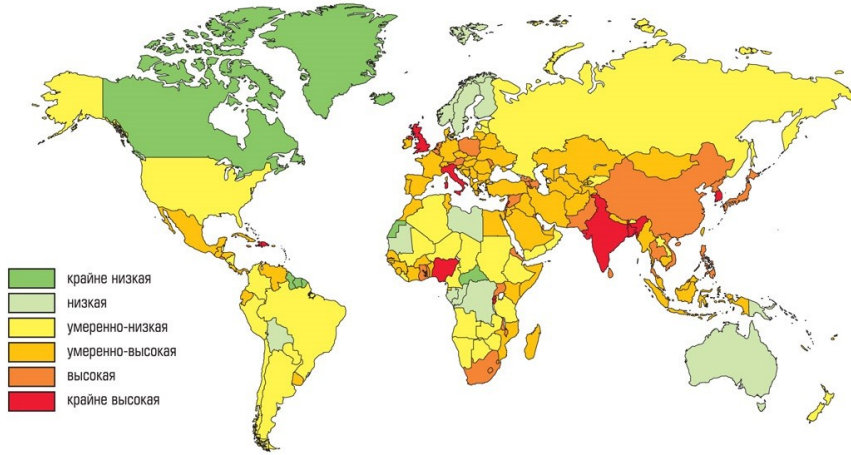 крайне низкая
низкая
умеренно-низкая
умеренно-высокая
высокая
крайне высокая